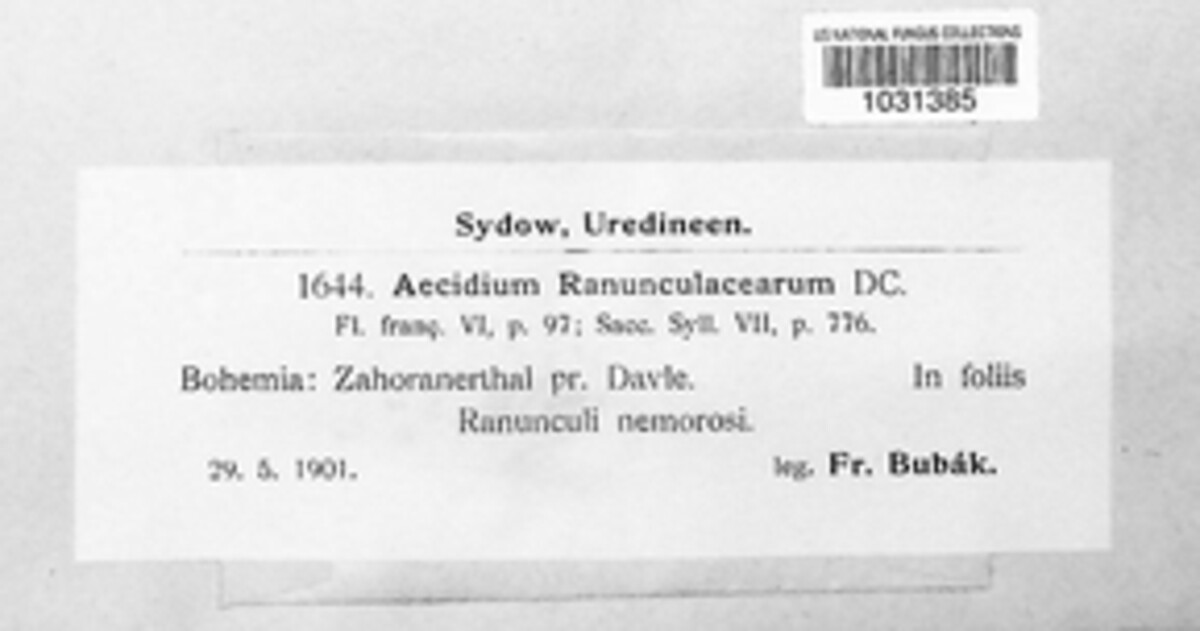 US NATIONAL FUNGUS COLLECTIONS
1031385
Sydow, Uredineen.
1644. Aecidium Ranunculacearum DC.
Fl. franç. VI, p. 97; Sacc. Syll. VII, p. 776.
Bohemia: Zahoranerthal pr. Davle. In foliis
Ranunculi nemorosi.
29. 5. 1901. leg. Fr. Bubák.